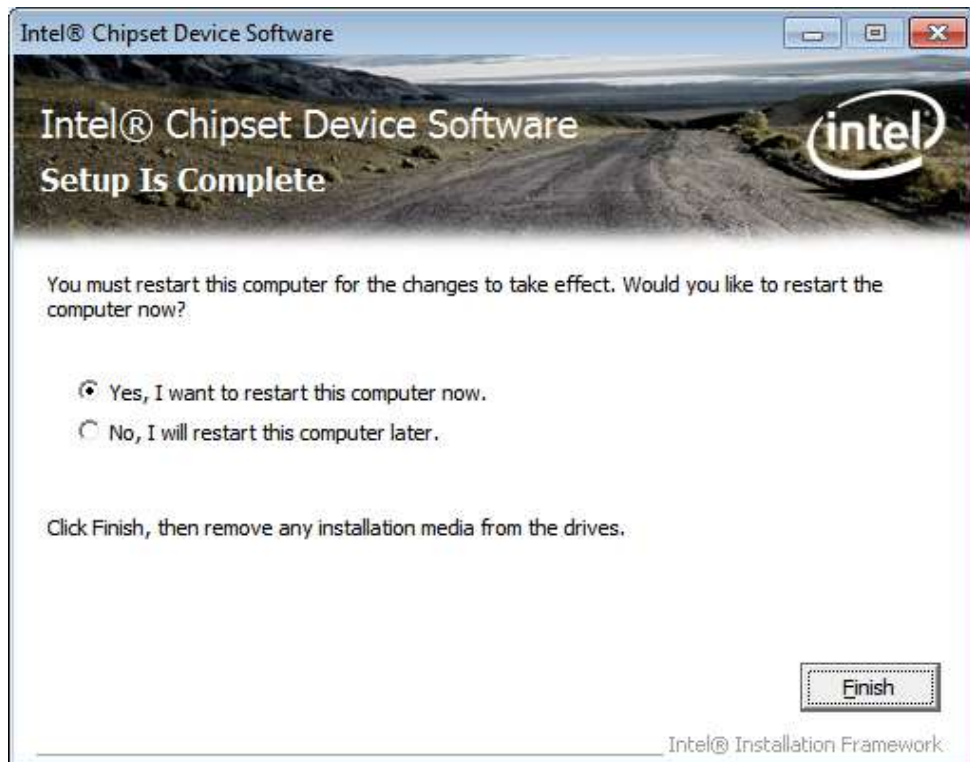 Intel® Chipset Device Software
Intel® Chipset Device Software
intel
Setup Is Complete
You must restart this computer for the changes to take effect. Would you like to restart the
computer now?
Yes, I want to restart this computer now.
No, I will restart this computer later.
Click Finish, then remove any installation media from the drives.
Finish
Intel® Installation Framework